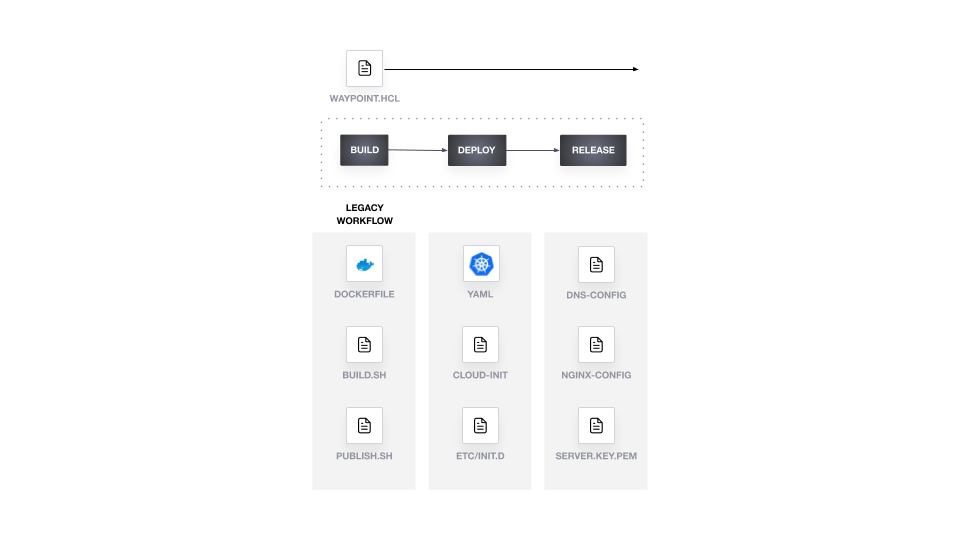 WAYPOINT.HCL
BUILD
DEPLOY
RELEASE
LEGACY
WORKFLOW
DOCKERFILE
YAML
DNS-CONFIG
BUILD.SH
CLOUD-INIT
NGINX-CONFIG
PUBLISH.SH
ETC/INIT.D
SERVER.KEY.PEM